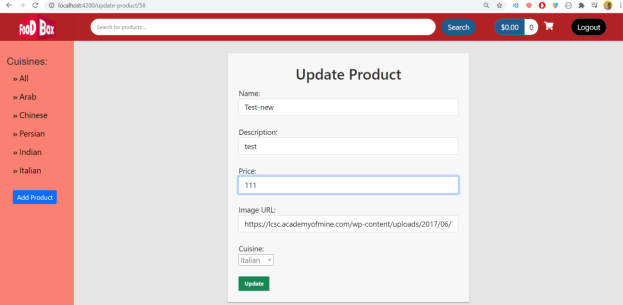 localhost:4200/update-product/58
FooD Box
Search for products ...
Search
$0.00 0
Logout
Cuisines:
» All
» Arab
» Chinese
» Persian
» Indian
» Italian
Add Product
Update Product
Name:
Test-new
Description:
test
Price:
111
Image URL:
https://lcsc.academyofmine.com/wp-content/uploads/2017/06/
Cuisine:
Italian
Update